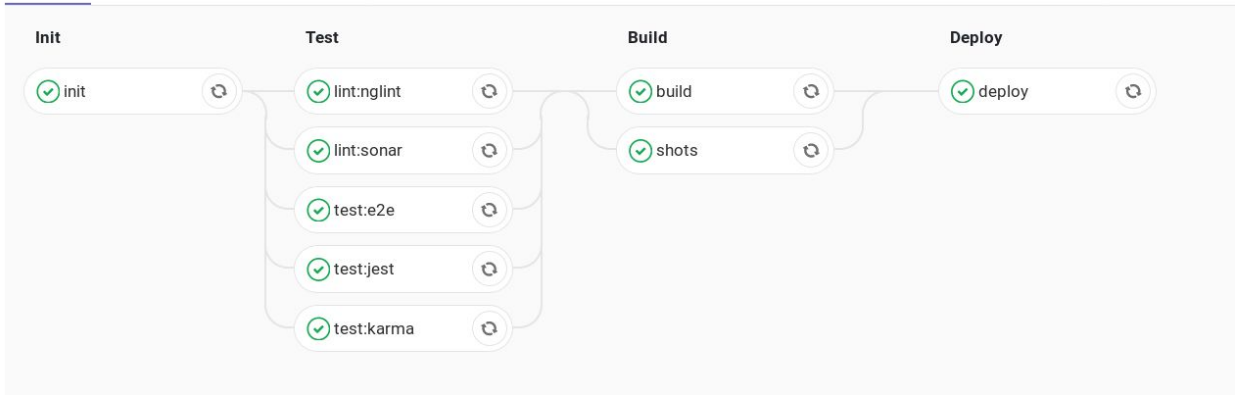 Init
Test
Build
Deploy
init
lint:nglint
build
deploy
lint:sonar
shots
test:e2e
test:jest
test:karma